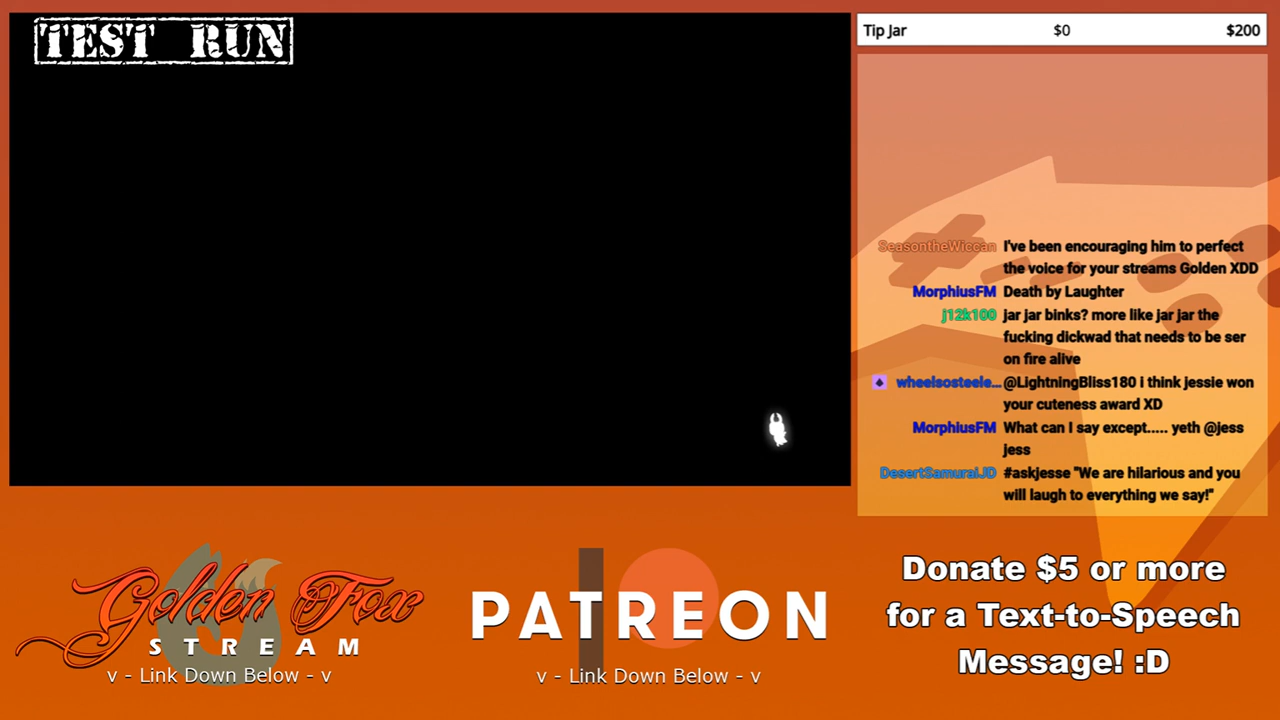 TEST RUN
Tip Jar $0 $200
SeasontheWiccan I've been encouraging him to perfect
the voice for your streams Golden XDD
MorphiusFM Death by Laughter
j12k100 jar jar binks? more like jar jar the
fucking dickwad that needs to be ser
on fire alive
wheelsosteele... @LightningBliss180 i think jessie won
your cuteness award XD
MorphiusFM What can I say except..... yeth @jess
jess
DesertSamuraiJD #askjesse "We are hilarious and you
will laugh to everything we say!"
Golden Fox
STREAM
v - Link Down Below - v
PATREON
v - Link Down Below - v
Donate $5 or more
for a Text-to-Speech
Message! :D